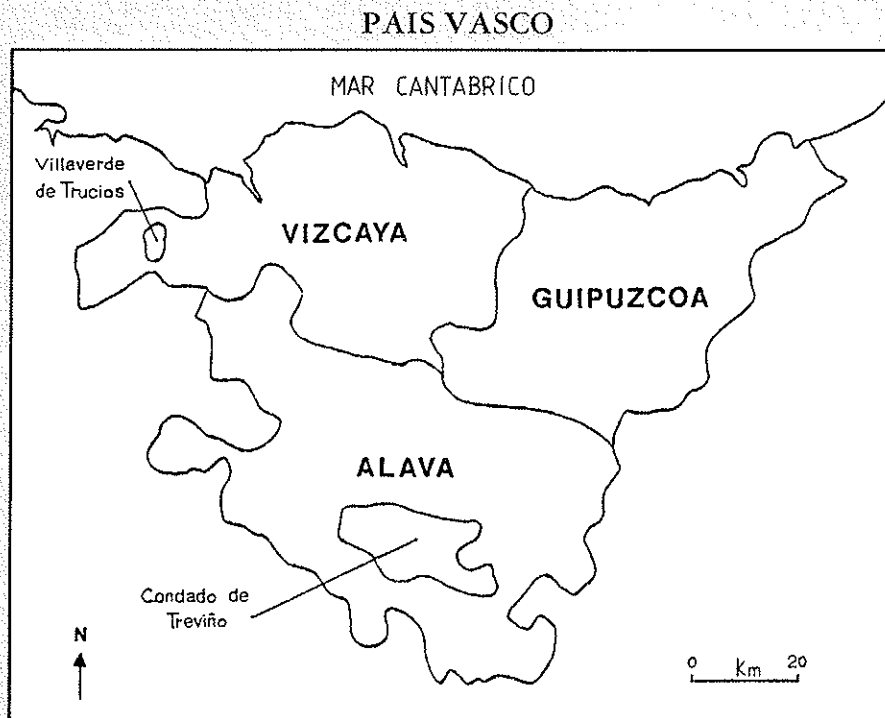 PAIS VASCO
MAR CANTABRICO
Villaverde
de Trucios
VIZCAYA
GUIPUZCOA
ALAVA
Condado de
Treviño
N
0 Km 20